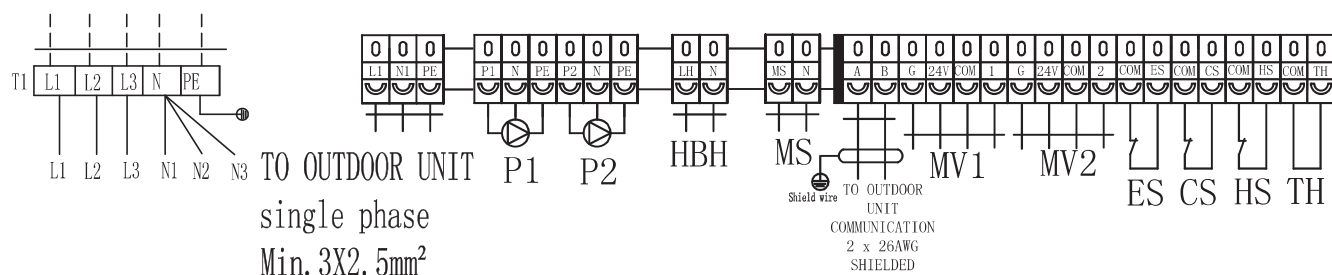 T1 L1 L2 L3 N PE
L1 L2 L3 N1 N2 N3
0 0 0 0 0 0 0 0 0 0 0 0 0 0 0 0 0 0 0 0 0 0 0 0 0 0 0 0 0 0 0
L1 N1 PE P1 N PE P2 N PE LH N MS N A B G 24V COM 1 G 24V COM 2 COM ES COM CS COM HS COM TH
TO OUTDOOR UNIT
single phase
Min. 3X2. 5mm²
P1 P2 HBH MS MV1 MV2 ES CS HS TH
Shield wire
TO OUTDOOR
UNIT
COMMUNICATION
2 x 26AWG
SHIELDED